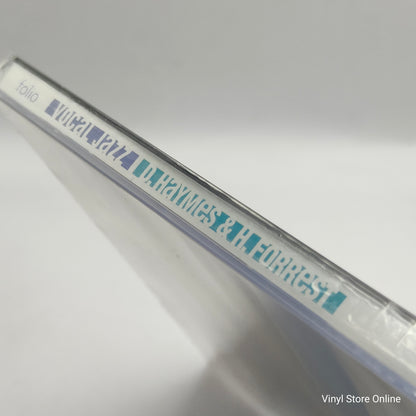 folio VOCAL JAZZ D. HAYMES & H. FORREST
Vinyl Store Online